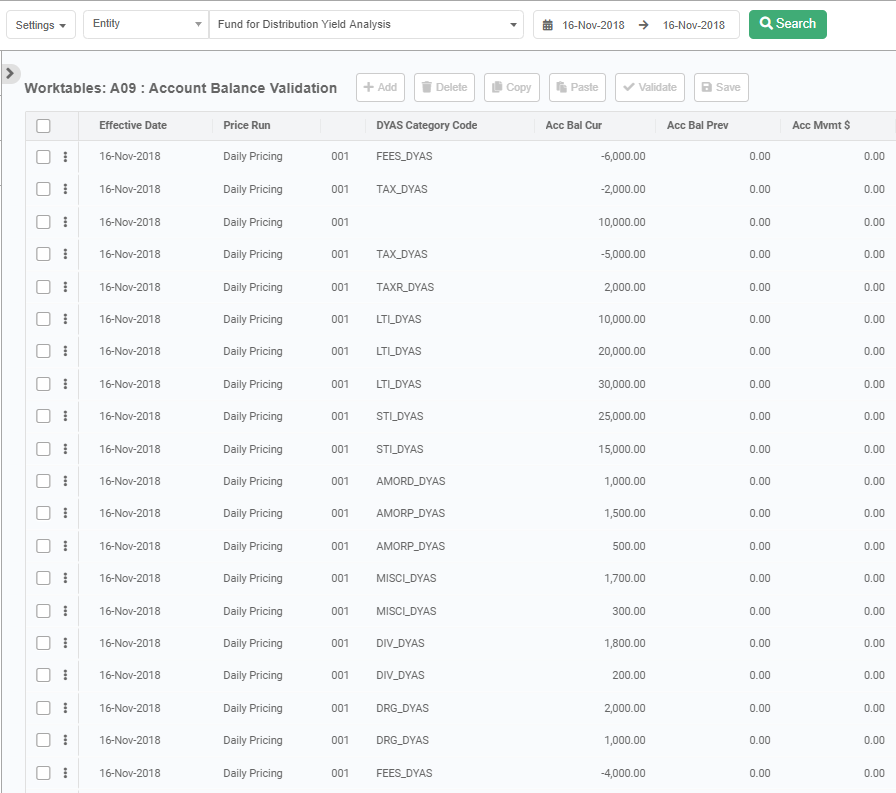 Settings Entity Fund for Distribution Yield Analysis 16-Nov-2018 → 16-Nov-2018 Search
Worktables: A09 : Account Balance Validation Add Delete Copy Paste Validate Save
Effective Date Price Run DYAS Category Code Acc Bal Cur Acc Bal Prev Acc Mvmt $
16-Nov-2018 Daily Pricing 001 FEES_DYAS -6,000.00 0.00 0.00
16-Nov-2018 Daily Pricing 001 TAX_DYAS -2,000.00 0.00 0.00
16-Nov-2018 Daily Pricing 001 10,000.00 0.00 0.00
16-Nov-2018 Daily Pricing 001 TAX_DYAS -5,000.00 0.00 0.00
16-Nov-2018 Daily Pricing 001 TAXR_DYAS 2,000.00 0.00 0.00
16-Nov-2018 Daily Pricing 001 LTI_DYAS 10,000.00 0.00 0.00
16-Nov-2018 Daily Pricing 001 LTI_DYAS 20,000.00 0.00 0.00
16-Nov-2018 Daily Pricing 001 LTI_DYAS 30,000.00 0.00 0.00
16-Nov-2018 Daily Pricing 001 STI_DYAS 25,000.00 0.00 0.00
16-Nov-2018 Daily Pricing 001 STI_DYAS 15,000.00 0.00 0.00
16-Nov-2018 Daily Pricing 001 AMORD_DYAS 1,000.00 0.00 0.00
16-Nov-2018 Daily Pricing 001 AMORP_DYAS 1,500.00 0.00 0.00
16-Nov-2018 Daily Pricing 001 AMORP_DYAS 500.00 0.00 0.00
16-Nov-2018 Daily Pricing 001 MISCI_DYAS 1,700.00 0.00 0.00
16-Nov-2018 Daily Pricing 001 MISCI_DYAS 300.00 0.00 0.00
16-Nov-2018 Daily Pricing 001 DIV_DYAS 1,800.00 0.00 0.00
16-Nov-2018 Daily Pricing 001 DIV_DYAS 200.00 0.00 0.00
16-Nov-2018 Daily Pricing 001 DRG_DYAS 2,000.00 0.00 0.00
16-Nov-2018 Daily Pricing 001 DRG_DYAS 1,000.00 0.00 0.00
16-Nov-2018 Daily Pricing 001 FEES_DYAS -4,000.00 0.00 0.00